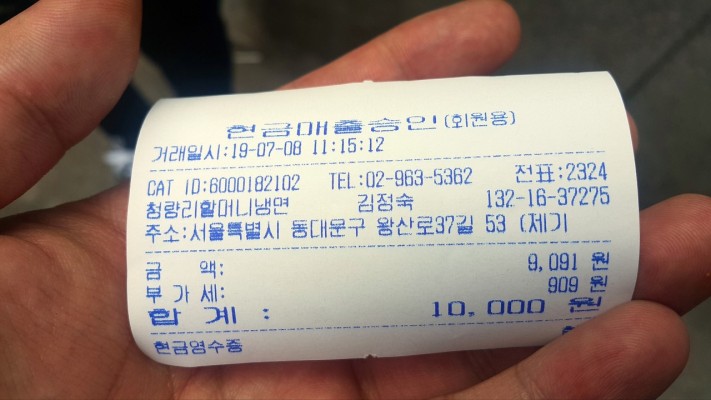 현금매출승인(회원용)
거래일시:19-07-08 11:15:12
CAT ID:6000182102 TEL:02-963-5362 전표:2324
청량리할머니냉면 김정숙 132-16-37275
주소:서울특별시 동대문구 왕산로37길 53 (제기
금 액: 9,091 원
부 가 세: 909 원
합 계 : 10,000 원
현금영수증